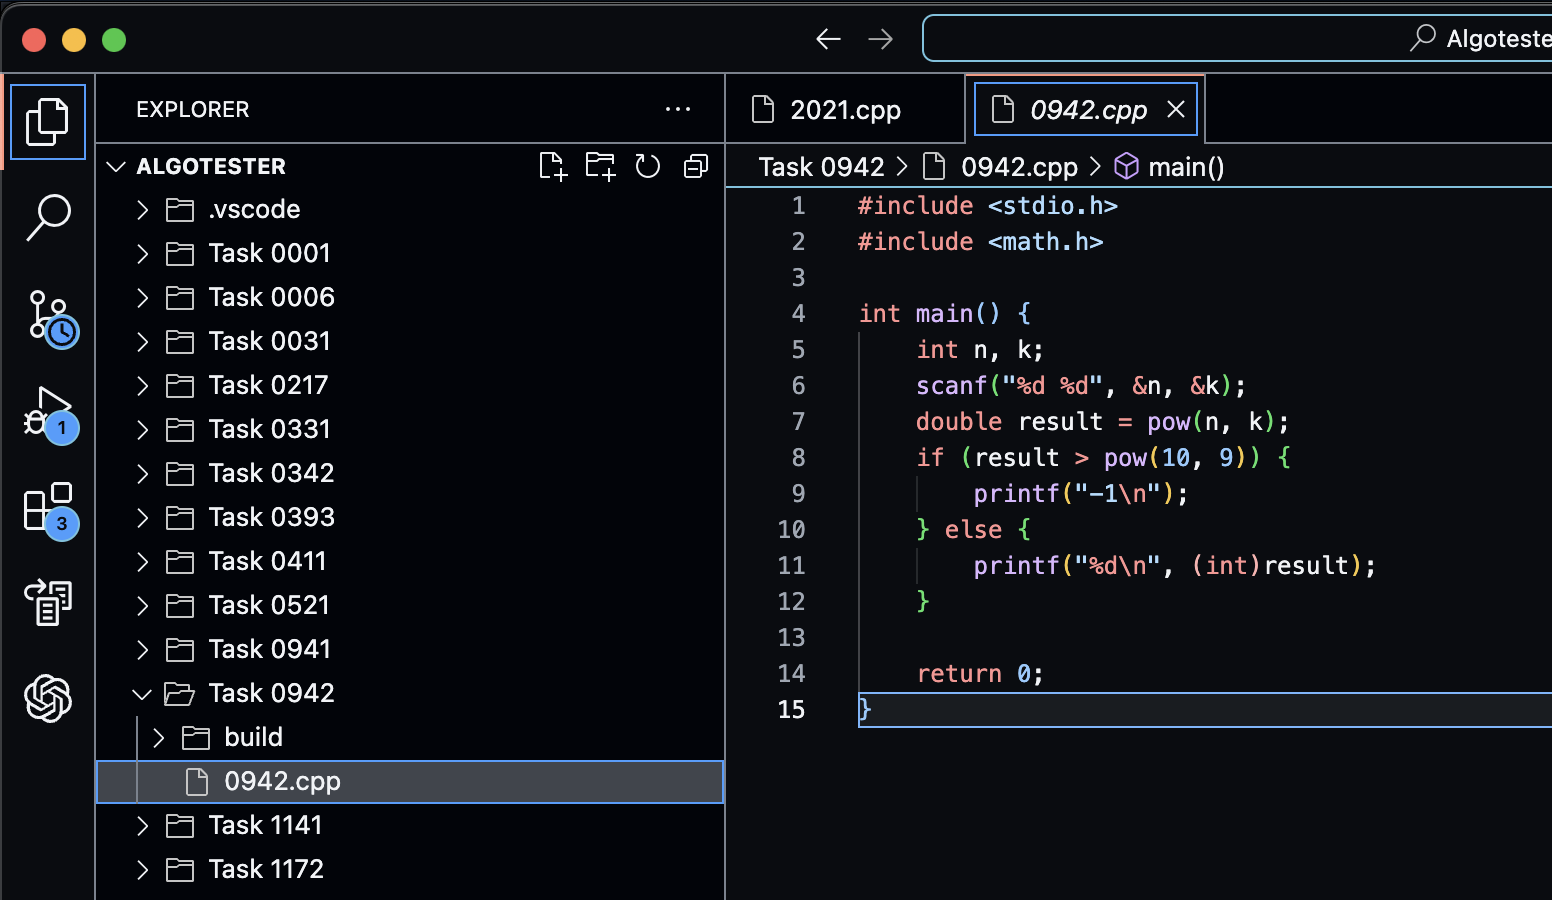 Algoteste
EXPLORER
2021.cpp
0942.cpp
ALGOTESTER
Task 0942 > 0942.cpp > main()
.vscode
Task 0001
Task 0006
Task 0031
Task 0217
Task 0331
Task 0342
Task 0393
Task 0411
Task 0521
Task 0941
Task 0942
build
0942.cpp
Task 1141
Task 1172
1
3
1 #include <stdio.h>
2 #include <math.h>
3
4 int main() {
5 int n, k;
6 scanf("%d %d", &n, &k);
7 double result = pow(n, k);
8 if (result > pow(10, 9)) {
9 printf("-1\n");
10 } else {
11 printf("%d\n", (int)result);
12 }
13
14 return 0;
15 }